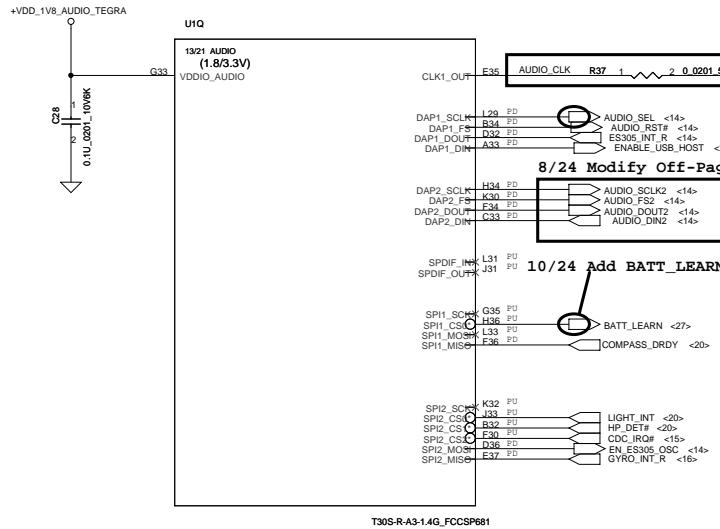 +VDD_1V8_AUDIO_TEGRA
U1Q
13/21 AUDIO
(1.8/3.3V)
G33 VDDIO_AUDIO
C28
1
2
0.1U_0201_10V6K
CLK1_OUT E35 AUDIO_CLK R37 1 2 0_0201_5
DAP1_SCLK L29 PD AUDIO_SEL <14>
DAP1_FS B34 PD AUDIO_RST# <14>
DAP1_DOUT D32 PD ES305_INT_R <14>
DAP1_DIN A33 PD ENABLE_USB_HOST <
8/24 Modify Off-Pag
DAP2_SCLK H34 PD AUDIO_SCLK2 <14>
DAP2_FS K30 PD AUDIO_FS2 <14>
DAP2_DOUT F34 PD AUDIO_DOUT2 <14>
DAP2_DIN C33 PD AUDIO_DIN2 <14>
SPDIF_IN L31 PU
SPDIF_OUT J31 PU
10/24 Add BATT_LEARN
SPI1_SCK G35 PU
SPI1_CS0* H36 PU BATT_LEARN <27>
SPI1_MOSI L33 PU
SPI1_MISO F36 PD COMPASS_DRDY <20>
SPI2_SCK K32 PU
SPI2_CS0* J33 PU LIGHT_INT <20>
SPI2_CS1* B32 PU HP_DET# <20>
SPI2_CS2* F30 PU CDC_IRQ# <15>
SPI2_MOSI D36 PD EN_ES305_OSC <14>
SPI2_MISO E37 PD GYRO_INT_R <16>
T30S-R-A3-1.4G_FCCSP681